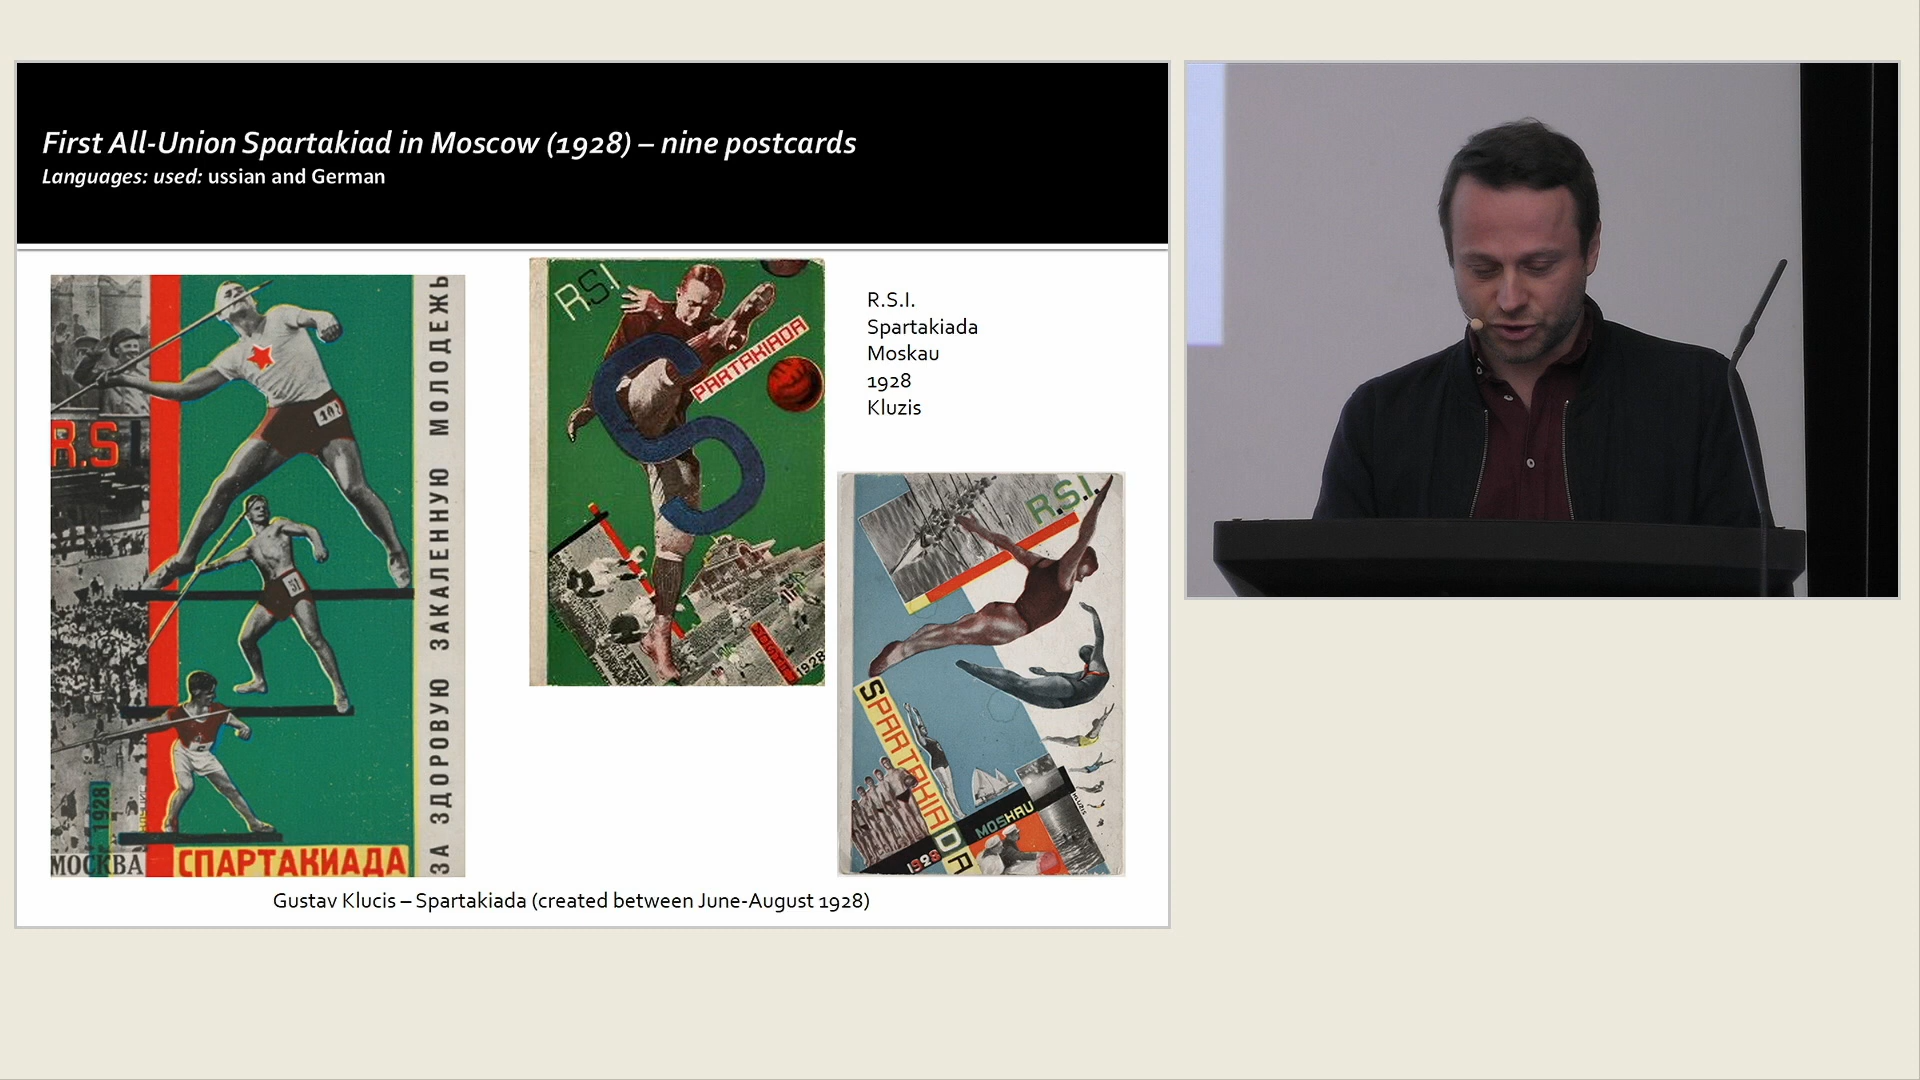 First All-Union Spartakiad in Moscow (1928) – nine postcards
Languages: used: ussian and German
R.S.I
МОСКВА
1928
СПАРТАКИАДА
ЗА ЗДОРОВУЮ ЗАКАЛЕННУЮ МОЛОДЕЖЬ
R.S.I
SPARTAKIADA
1928
R.S.I.
Spartakiada
Moskau
1928
Kluzis
R.S.I.
SPARTAKIADA
MOSKAU
1928
KLUZIS
Gustav Klucis – Spartakiada (created between June-August 1928)